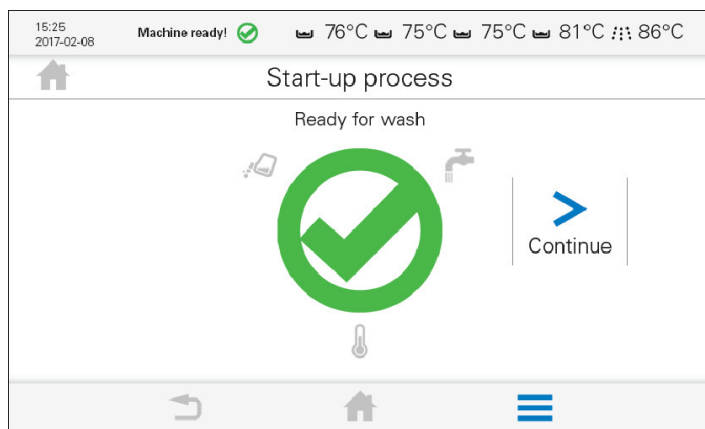 15:25
2017-02-08
Machine ready!
76°C 75°C 75°C 81°C 86°C
Start-up process
Ready for wash
Continue